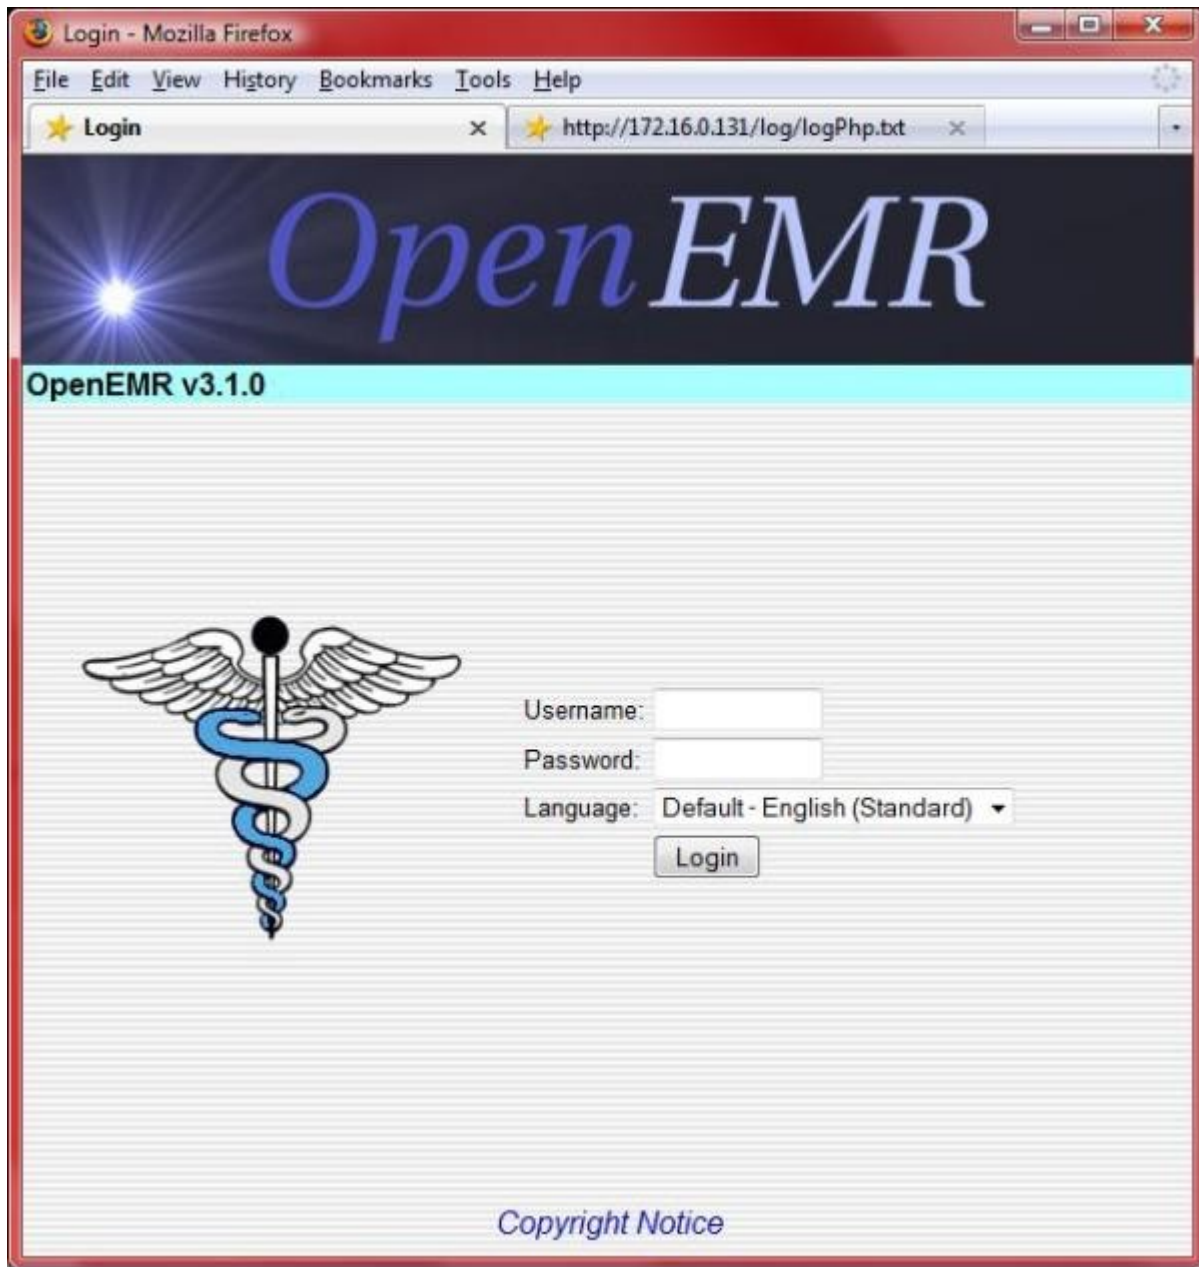 Login - Mozilla Firefox
File Edit View History Bookmarks Tools Help
Login http://172.16.0.131/log/logPhp.txt
OpenEMR
OpenEMR v3.1.0
Username:
Password:
Language: Default - English (Standard)
Login
Copyright Notice